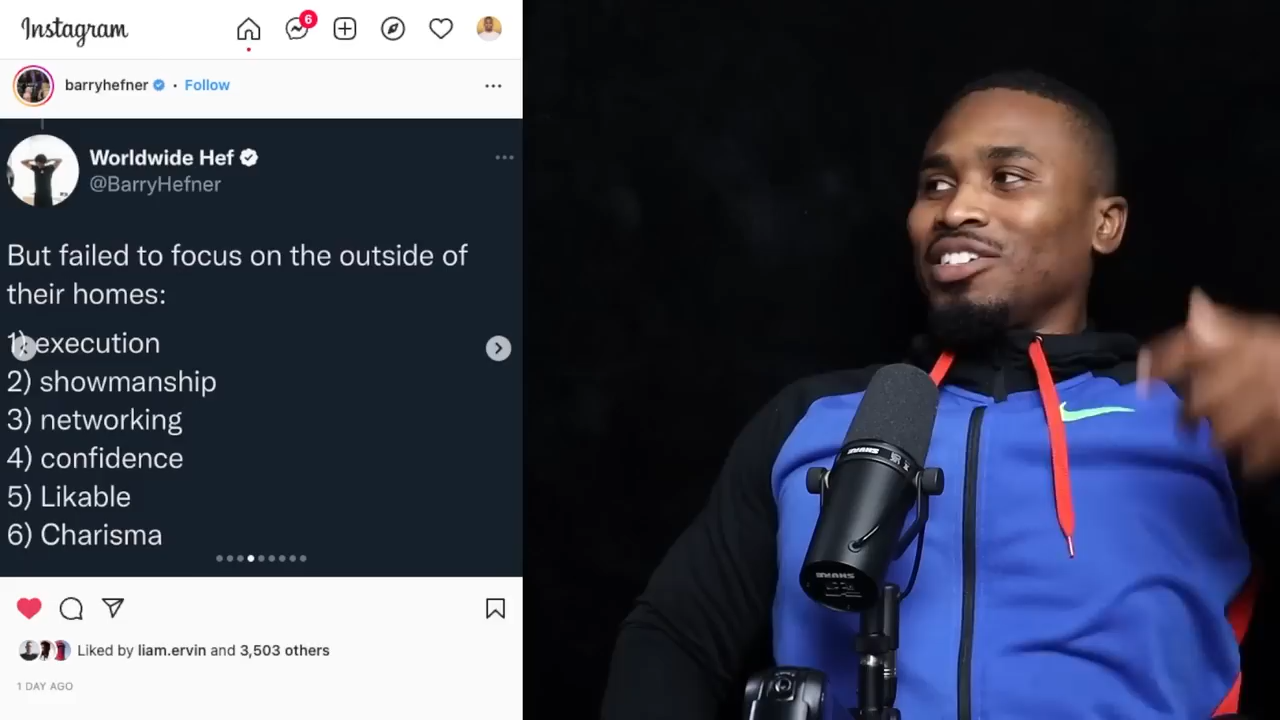 Instagram
6
barryhefner • Follow
Worldwide Hef
@BarryHefner
But failed to focus on the outside of
their homes:
1) execution
2) showmanship
3) networking
4) confidence
5) Likable
6) Charisma
Liked by liam.ervin and 3,503 others
1 DAY AGO
SHURE
SHURE